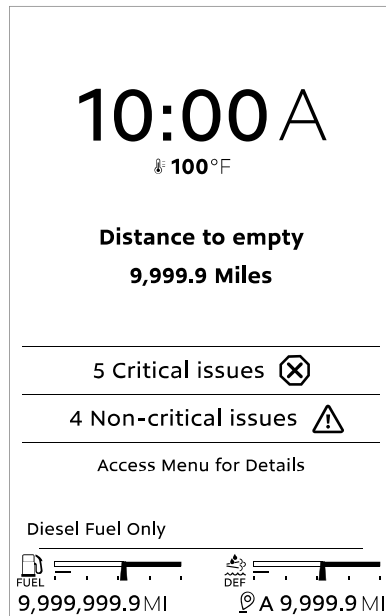 10:00 A
100°F
Distance to empty
9,999.9 Miles
5 Critical issues
4 Non-critical issues
Access Menu for Details
Diesel Fuel Only
FUEL DEF
9,999,999.9 MI A 9,999.9 MI